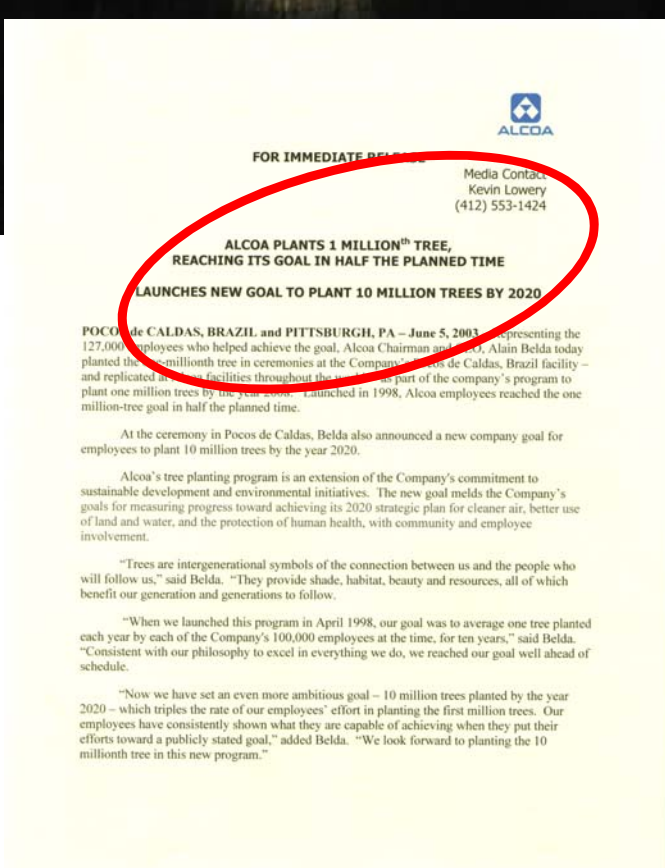 ALCOA
FOR IMMEDIATE RELEASE
Media Contact
Kevin Lowery
(412) 553-1424
ALCOA PLANTS 1 MILLIONth TREE,
REACHING ITS GOAL IN HALF THE PLANNED TIME
LAUNCHES NEW GOAL TO PLANT 10 MILLION TREES BY 2020
POCOS de CALDAS, BRAZIL and PITTSBURGH, PA – June 5, 2003 – Representing the
127,000 employees who helped achieve the goal, Alcoa Chairman and CEO, Alain Belda today
planted the one-millionth tree in ceremonies at the Company's Pocos de Caldas, Brazil facility –
and replicated at Alcoa facilities throughout the world – as part of the company's program to
plant one million trees by the year 2008. Launched in 1998, Alcoa employees reached the one
million-tree goal in half the planned time.
At the ceremony in Pocos de Caldas, Belda also announced a new company goal for
employees to plant 10 million trees by the year 2020.
Alcoa's tree planting program is an extension of the Company's commitment to
sustainable development and environmental initiatives. The new goal melds the Company's
goals for measuring progress toward achieving its 2020 strategic plan for cleaner air, better use
of land and water, and the protection of human health, with community and employee
involvement.
“Trees are intergenerational symbols of the connection between us and the people who
will follow us,” said Belda. “They provide shade, habitat, beauty and resources, all of which
benefit our generation and generations to follow.
“When we launched this program in April 1998, our goal was to average one tree planted
each year by each of the Company's 100,000 employees at the time, for ten years,” said Belda.
“Consistent with our philosophy to excel in everything we do, we reached our goal well ahead of
schedule.
“Now we have set an even more ambitious goal – 10 million trees planted by the year
2020 – which triples the rate of our employees' effort in planting the first million trees. Our
employees have consistently shown what they are capable of achieving when they put their
efforts toward a publicly stated goal,” added Belda. “We look forward to planting the 10
millionth tree in this new program.”